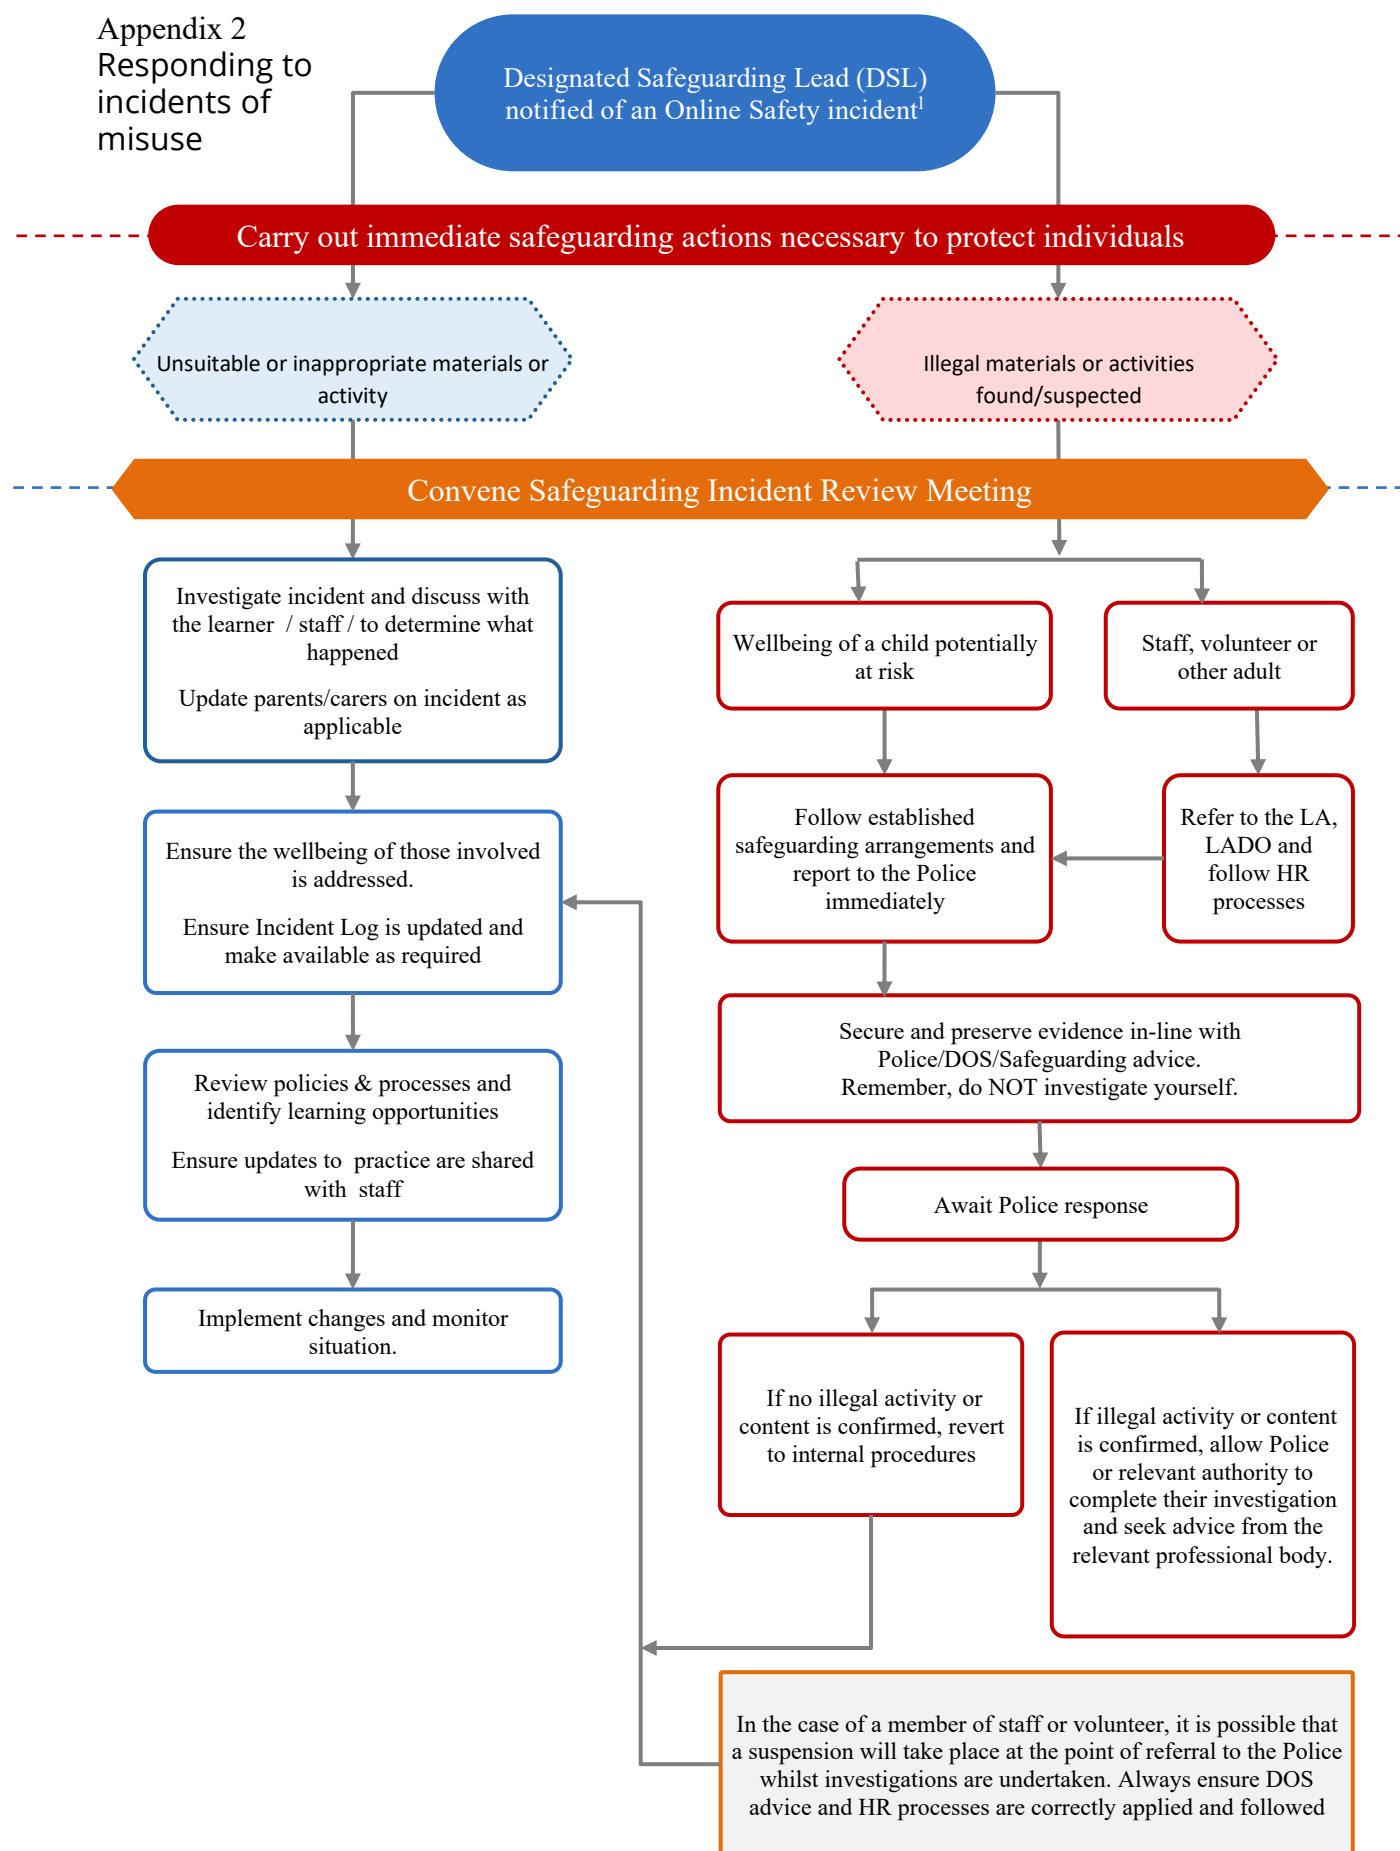 Appendix 2
Responding to
incidents of
misuse
Designated Safeguarding Lead (DSL)
notified of an Online Safety incident1
Carry out immediate safeguarding actions necessary to protect individuals
Unsuitable or inappropriate materials or
activity
Illegal materials or activities
found/suspected
Convene Safeguarding Incident Review Meeting
Investigate incident and discuss with
the learner / staff / to determine what
happened
Update parents/carers on incident as
applicable
Ensure the wellbeing of those involved
is addressed.
Ensure Incident Log is updated and
make available as required
Review policies & processes and
identify learning opportunities
Ensure updates to practice are shared
with staff
Implement changes and monitor
situation.
Wellbeing of a child potentially
at risk
Staff, volunteer or
other adult
Follow established
safeguarding arrangements and
report to the Police
immediately
Refer to the LA,
LADO and
follow HR
processes
Secure and preserve evidence in-line with
Police/DOS/Safeguarding advice.
Remember, do NOT investigate yourself.
Await Police response
If no illegal activity or
content is confirmed, revert
to internal procedures
If illegal activity or content
is confirmed, allow Police
or relevant authority to
complete their investigation
and seek advice from the
relevant professional body.
In the case of a member of staff or volunteer, it is possible that
a suspension will take place at the point of referral to the Police
whilst investigations are undertaken. Always ensure DOS
advice and HR processes are correctly applied and followed